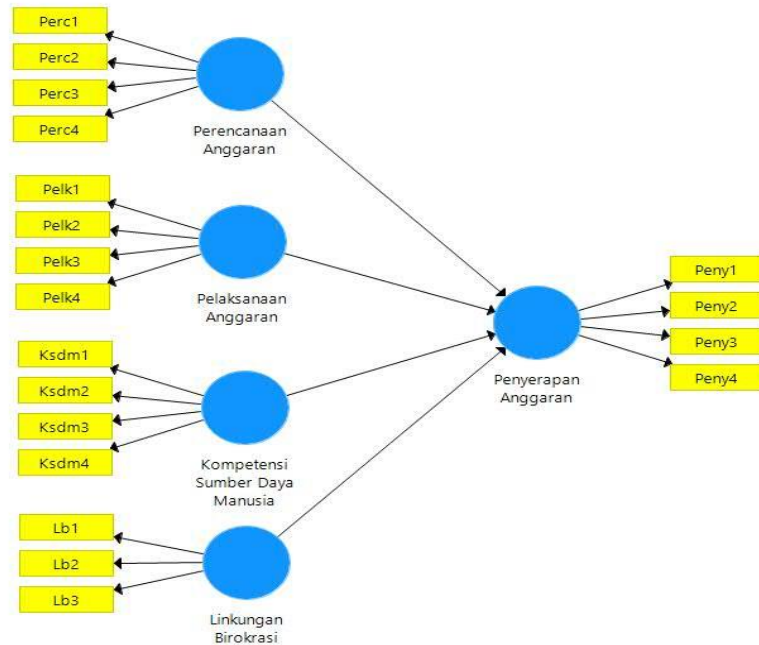 Perc1
Perc2
Perc3
Perc4
Perencanaan
Anggaran
Pelk1
Pelk2
Pelk3
Pelk4
Pelaksanaan
Anggaran
Ksdm1
Ksdm2
Ksdm3
Ksdm4
Kompetensi
Sumber Daya
Manusia
Lb1
Lb2
Lb3
Linkungan
Birokrasi
Penyerapan
Anggaran
Peny1
Peny2
Peny3
Peny4